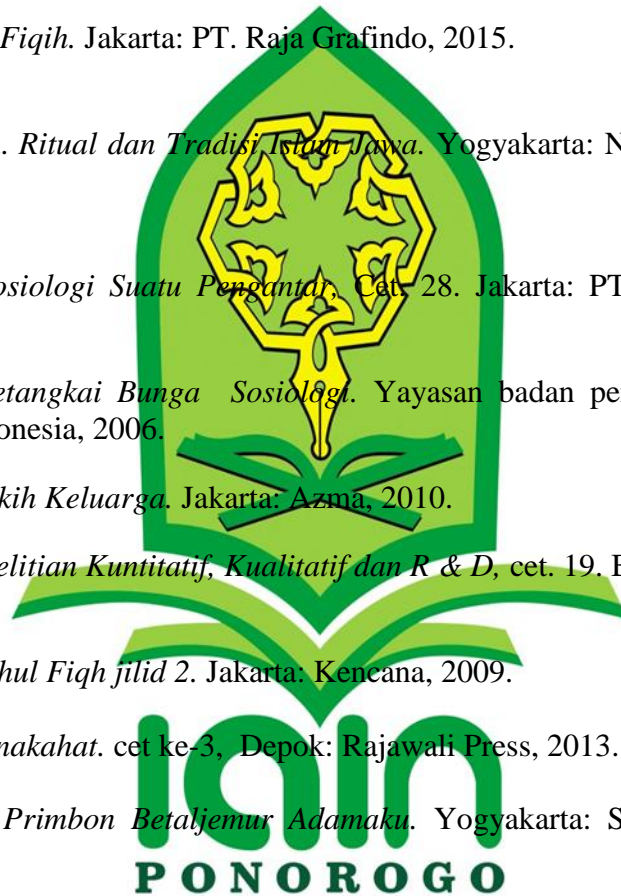 Fiqih. Jakarta: PT. Raja Grafindo, 2015.
. Ritual dan Tradisi Islam Jawa. Yogyakarta: N
osiologi Suatu Pengantar, Cet. 28. Jakarta: PT
etangkai Bunga Sosiologi. Yayasan badan pe
onesia, 2006.
kih Keluarga. Jakarta: Azma, 2010.
elitian Kuntitatif, Kualitatif dan R & D, cet. 19. B
hul Fiqh jilid 2. Jakarta: Kencana, 2009.
nakahat. cet ke-3, Depok: Rajawali Press, 2013.
Primbon Betaljemur Adamaku. Yogyakarta: S
iain
PONOROGO